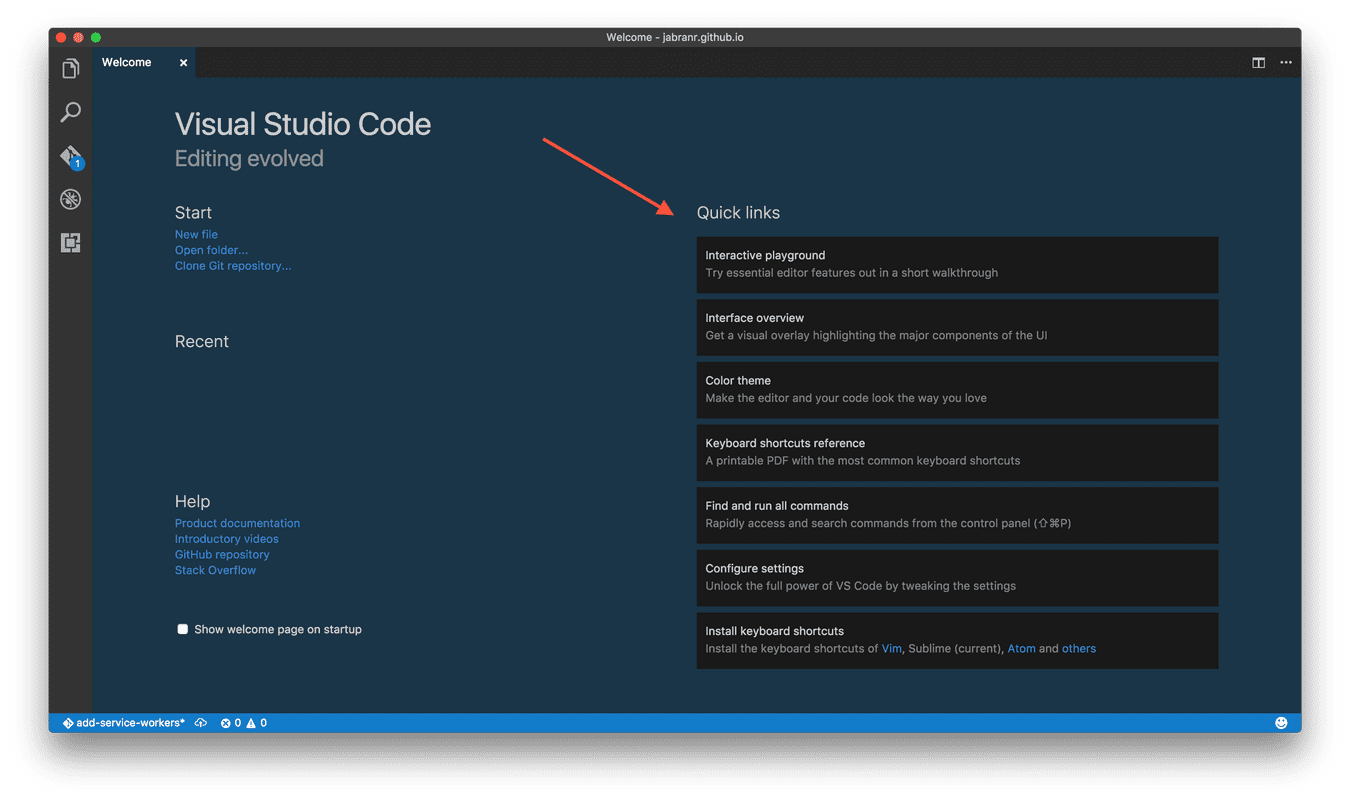 Welcome - jabranr.github.io
Welcome
1
Visual Studio Code
Editing evolved
Start
New file
Open folder...
Clone Git repository...
Recent
Help
Product documentation
Introductory videos
GitHub repository
Stack Overflow
Show welcome page on startup
Quick links
Interactive playground
Try essential editor features out in a short walkthrough
Interface overview
Get a visual overlay highlighting the major components of the UI
Color theme
Make the editor and your code look the way you love
Keyboard shortcuts reference
A printable PDF with the most common keyboard shortcuts
Find and run all commands
Rapidly access and search commands from the control panel (⇧⌘P)
Configure settings
Unlock the full power of VS Code by tweaking the settings
Install keyboard shortcuts
Install the keyboard shortcuts of Vim, Sublime (current), Atom and others
add-service-workers* 0 0